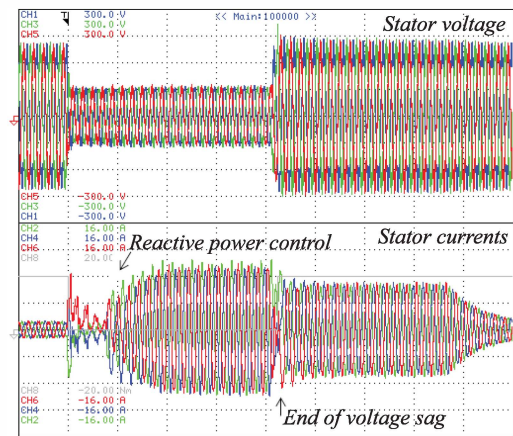 CH1 300.0 V << Main:100000 >> Stator voltage
CH3 300.0 V
CH5 300.0 V
CH5 -300.0 V
CH3 -300.0 V
CH1 -300.0 V
CH2 16.00 A Stator currents
CH4 16.00 A
CH6 16.00 A
CH8 20.00
Reactive power control
CH8 -20.00 Nm
CH6 -16.00 A
CH4 -16.00 A
CH2 -16.00 A
End of voltage sag